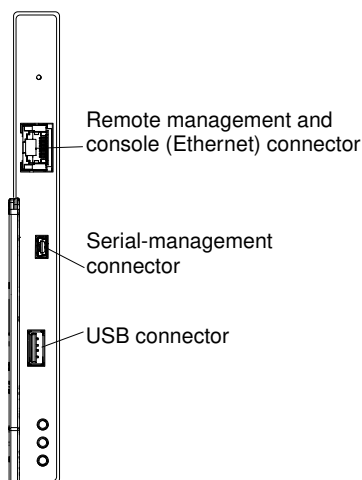 Remote management and
console (Ethernet) connector
Serial-management
connector
USB connector